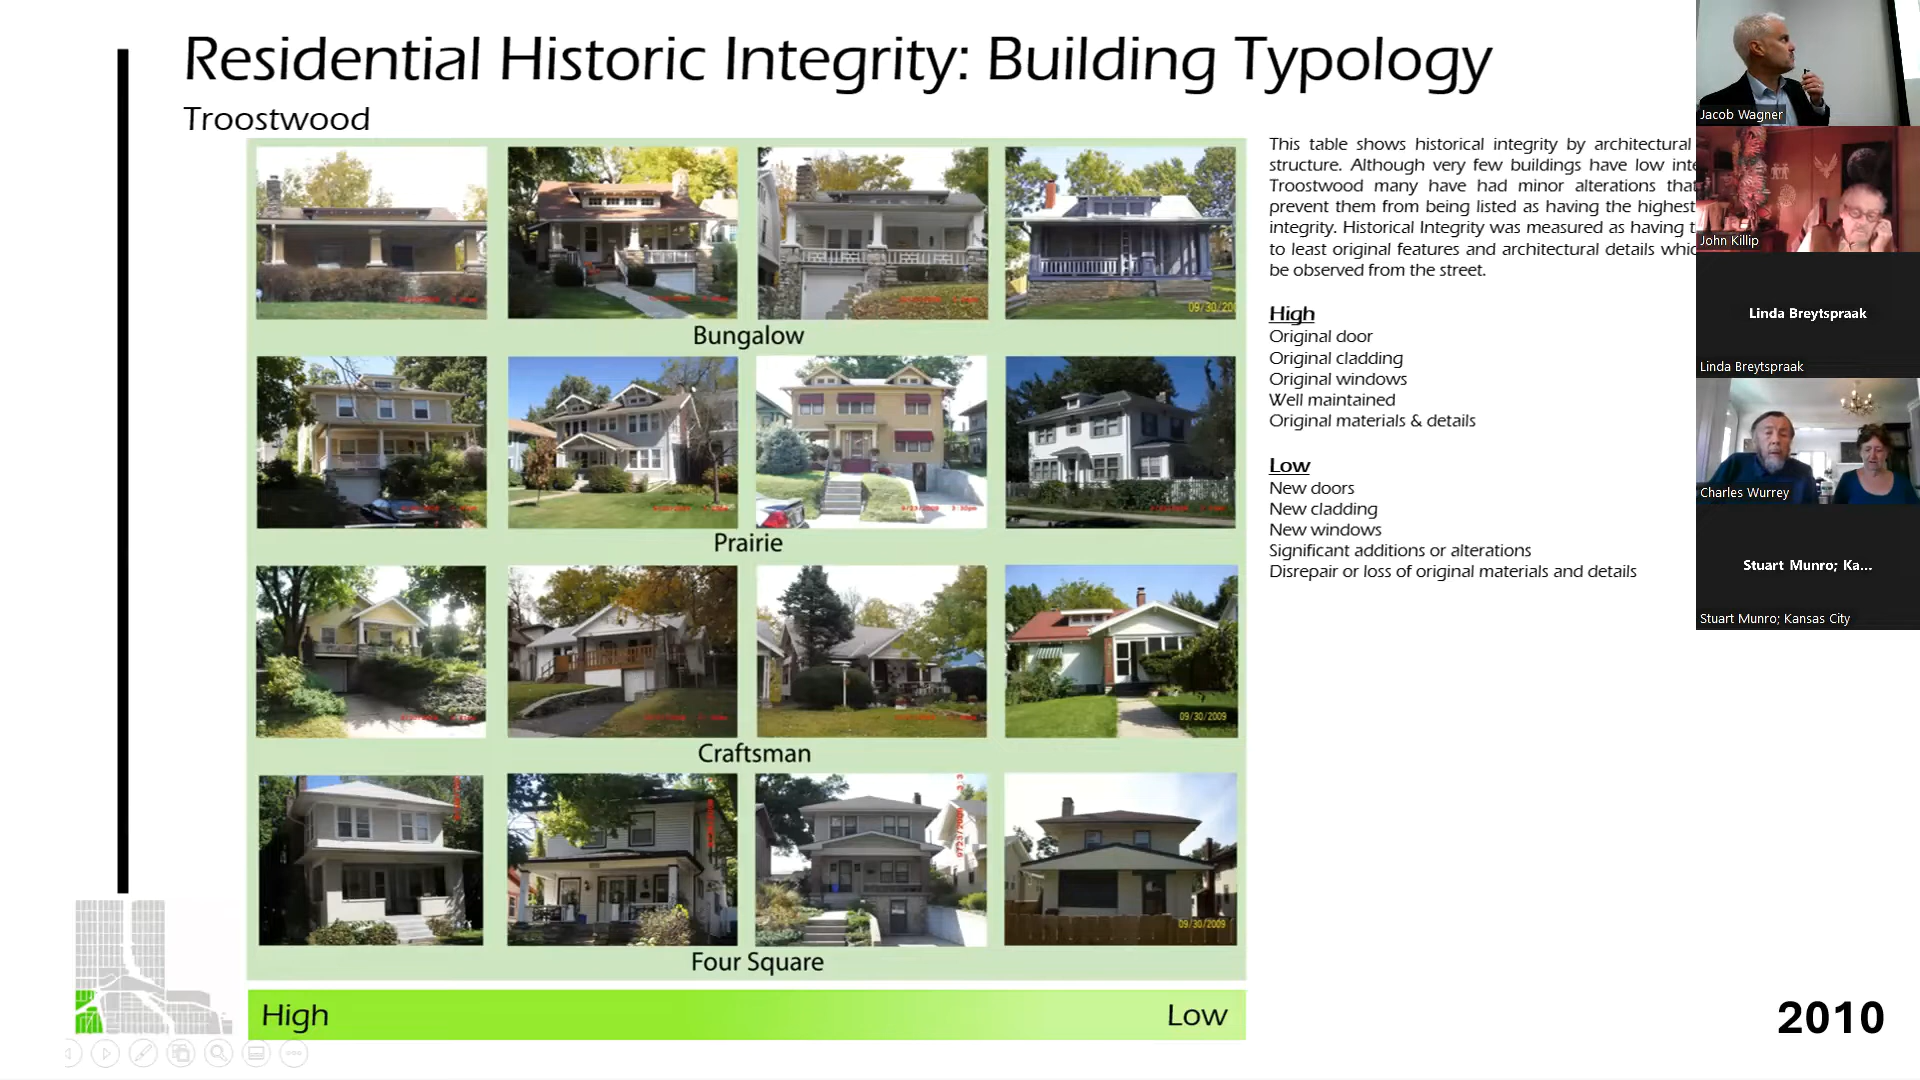 Residential Historic Integrity: Building Typology
Troostwood
This table shows historical integrity by architectural
structure. Although very few buildings have low inte
Troostwood many have had minor alterations that
prevent them from being listed as having the highest
integrity. Historical Integrity was measured as having
to least original features and architectural details whic
be observed from the street.
High
Original door
Original cladding
Original windows
Well maintained
Original materials & details
Low
New doors
New cladding
New windows
Significant additions or alterations
Disrepair or loss of original materials and details
Bungalow
Prairie
Craftsman
09/30/2009
Four Square
09/30/2009
High
Low
2010
Jacob Wagner
John Killip
Linda Breytspraak
Linda Breytspraak
Charles Wurrey
Stuart Munro; Ka...
Stuart Munro; Kansas City